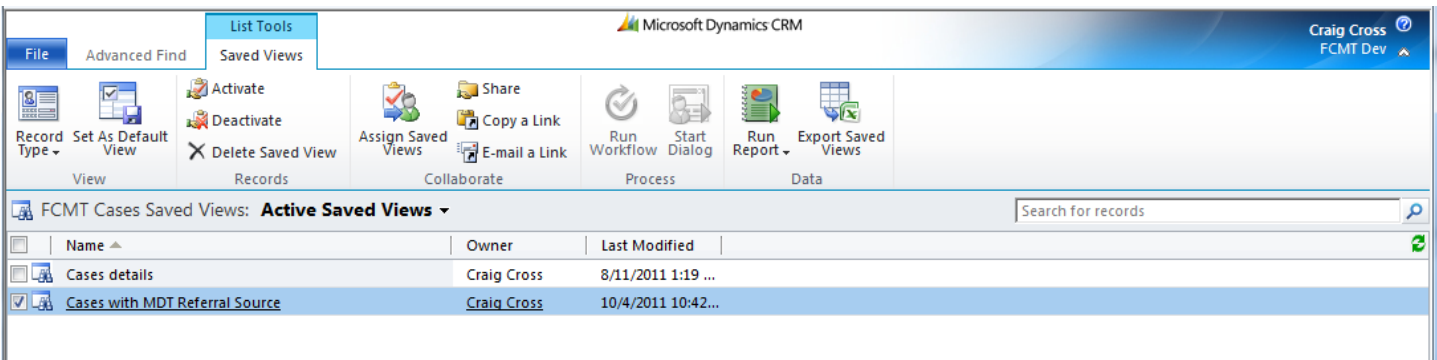 List Tools
Microsoft Dynamics CRM
Craig Cross
File Advanced Find Saved Views
FCMT Dev
Activate
Deactivate
Delete Saved View
Record Type
Set As Default View
Assign Saved Views
Share
Copy a Link
E-mail a Link
Run Workflow
Start Dialog
Run Report
Export Saved Views
View Records Collaborate Process Data
FCMT Cases Saved Views: Active Saved Views
Search for records
Name Owner Last Modified
Cases details Craig Cross 8/11/2011 1:19 ...
Cases with MDT Referral Source Craig Cross 10/4/2011 10:42...